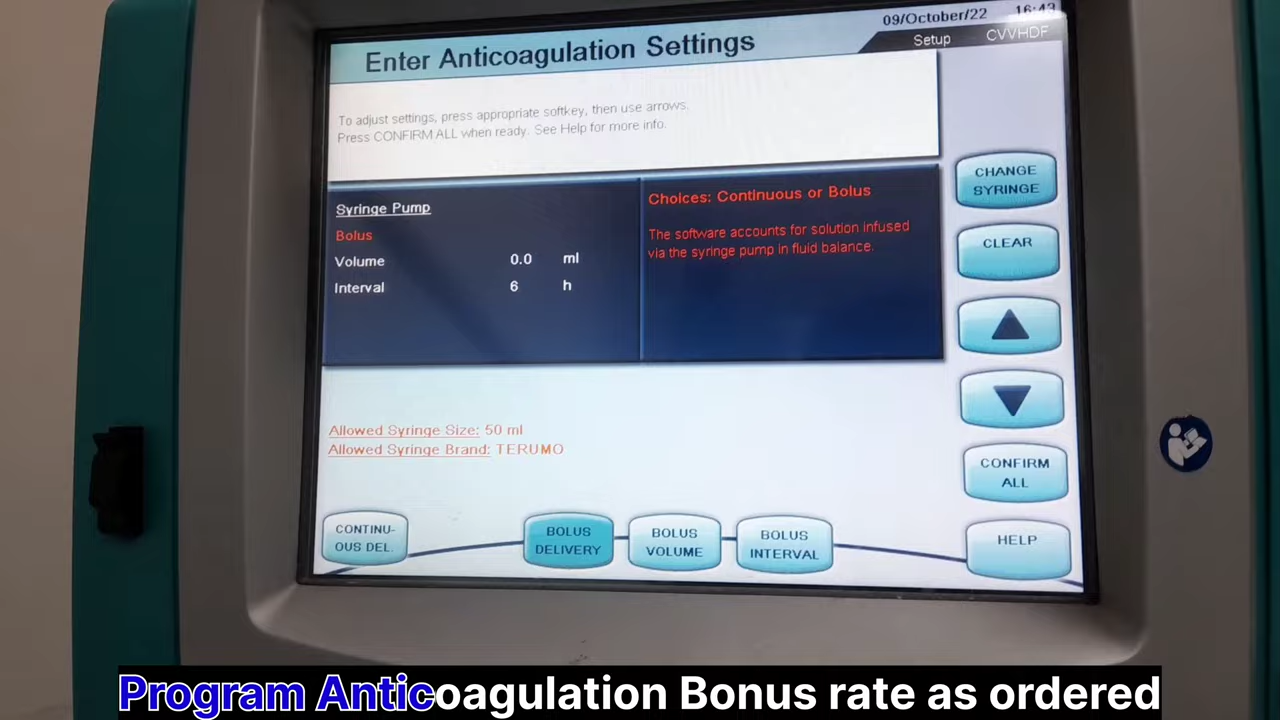 09/October/22 16:43
Enter Anticoagulation Settings
Setup CVVHDF
To adjust settings, press appropriate softkey, then use arrows.
Press CONFIRM ALL when ready. See Help for more info.
Syringe Pump
Bolus
Volume 0.0 ml
Interval 6 h
Choices: Continuous or Bolus
The software accounts for solution infused
via the syringe pump in fluid balance.
CHANGE
SYRINGE
CLEAR
CONFIRM
ALL
HELP
Allowed Syringe Size: 50 ml
Allowed Syringe Brand: TERUMO
CONTINU-
OUS DEL.
BOLUS
DELIVERY
BOLUS
VOLUME
BOLUS
INTERVAL
Program Anticoagulation Bonus rate as ordered